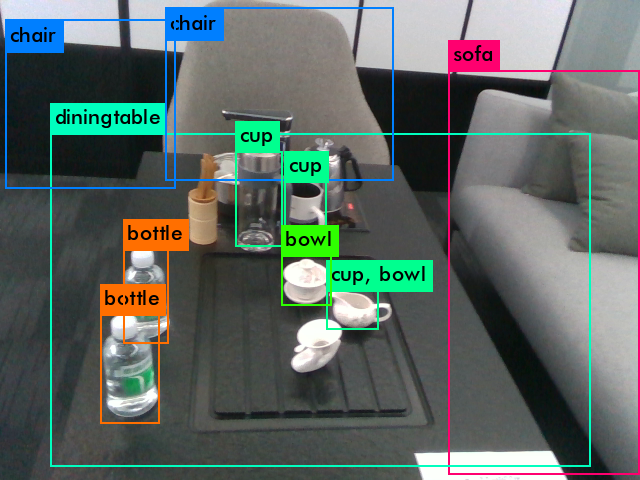 chair
chair
sofa
diningtable
cup
cup
bottle
bowl
cup, bowl
bottle